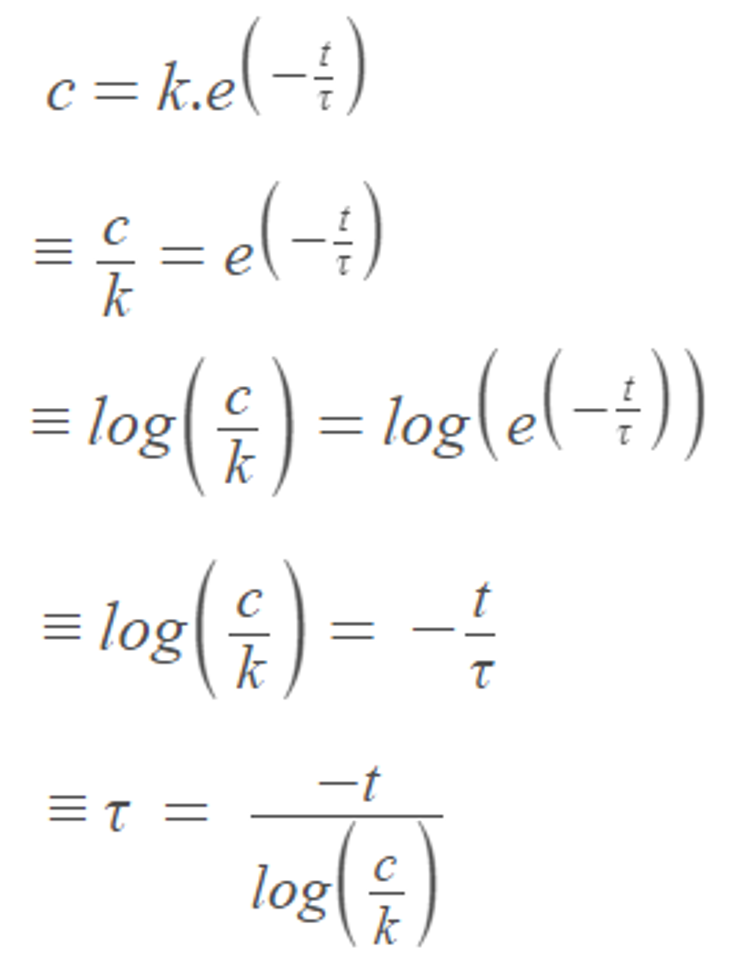 c = k.e^(−t/τ)
≡ c/k = e^(−t/τ)
≡ log(c/k) = log(e^(−t/τ))
≡ log(c/k) = −t/τ
≡ τ = −t/log(c/k)